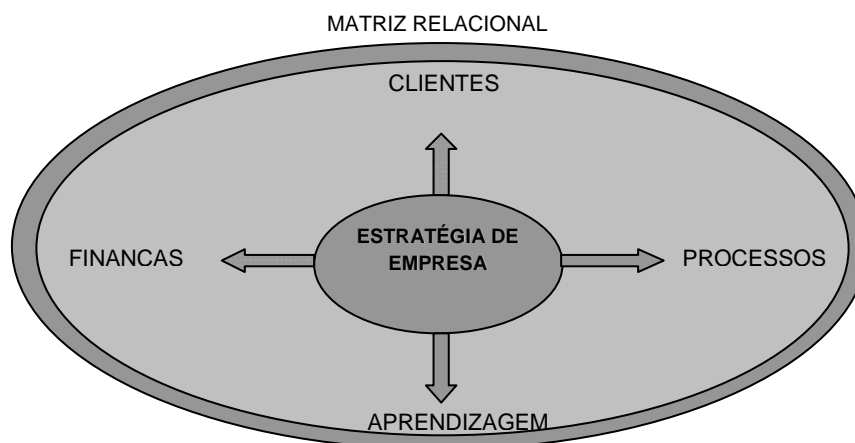 MATRIZ RELACIONAL
CLIENTES
ESTRATÉGIA DE
EMPRESA
FINANCAS
PROCESSOS
APRENDIZAGEM